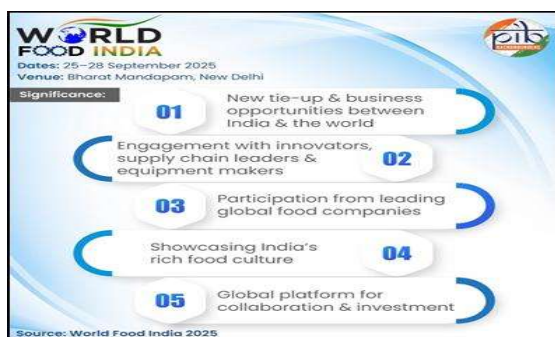 WORLD
FOOD INDIA
pib
BACKGROUNDERS
Dates: 25–28 September 2025
Venue: Bharat Mandapam, New Delhi
Significance:
01
New tie-up & business
opportunities between
India & the world
Engagement with innovators,
supply chain leaders &
equipment makers
02
03
Participation from leading
global food companies
Showcasing India's
rich food culture
04
05
Global platform for
collaboration & investment
Source: World Food India 2025